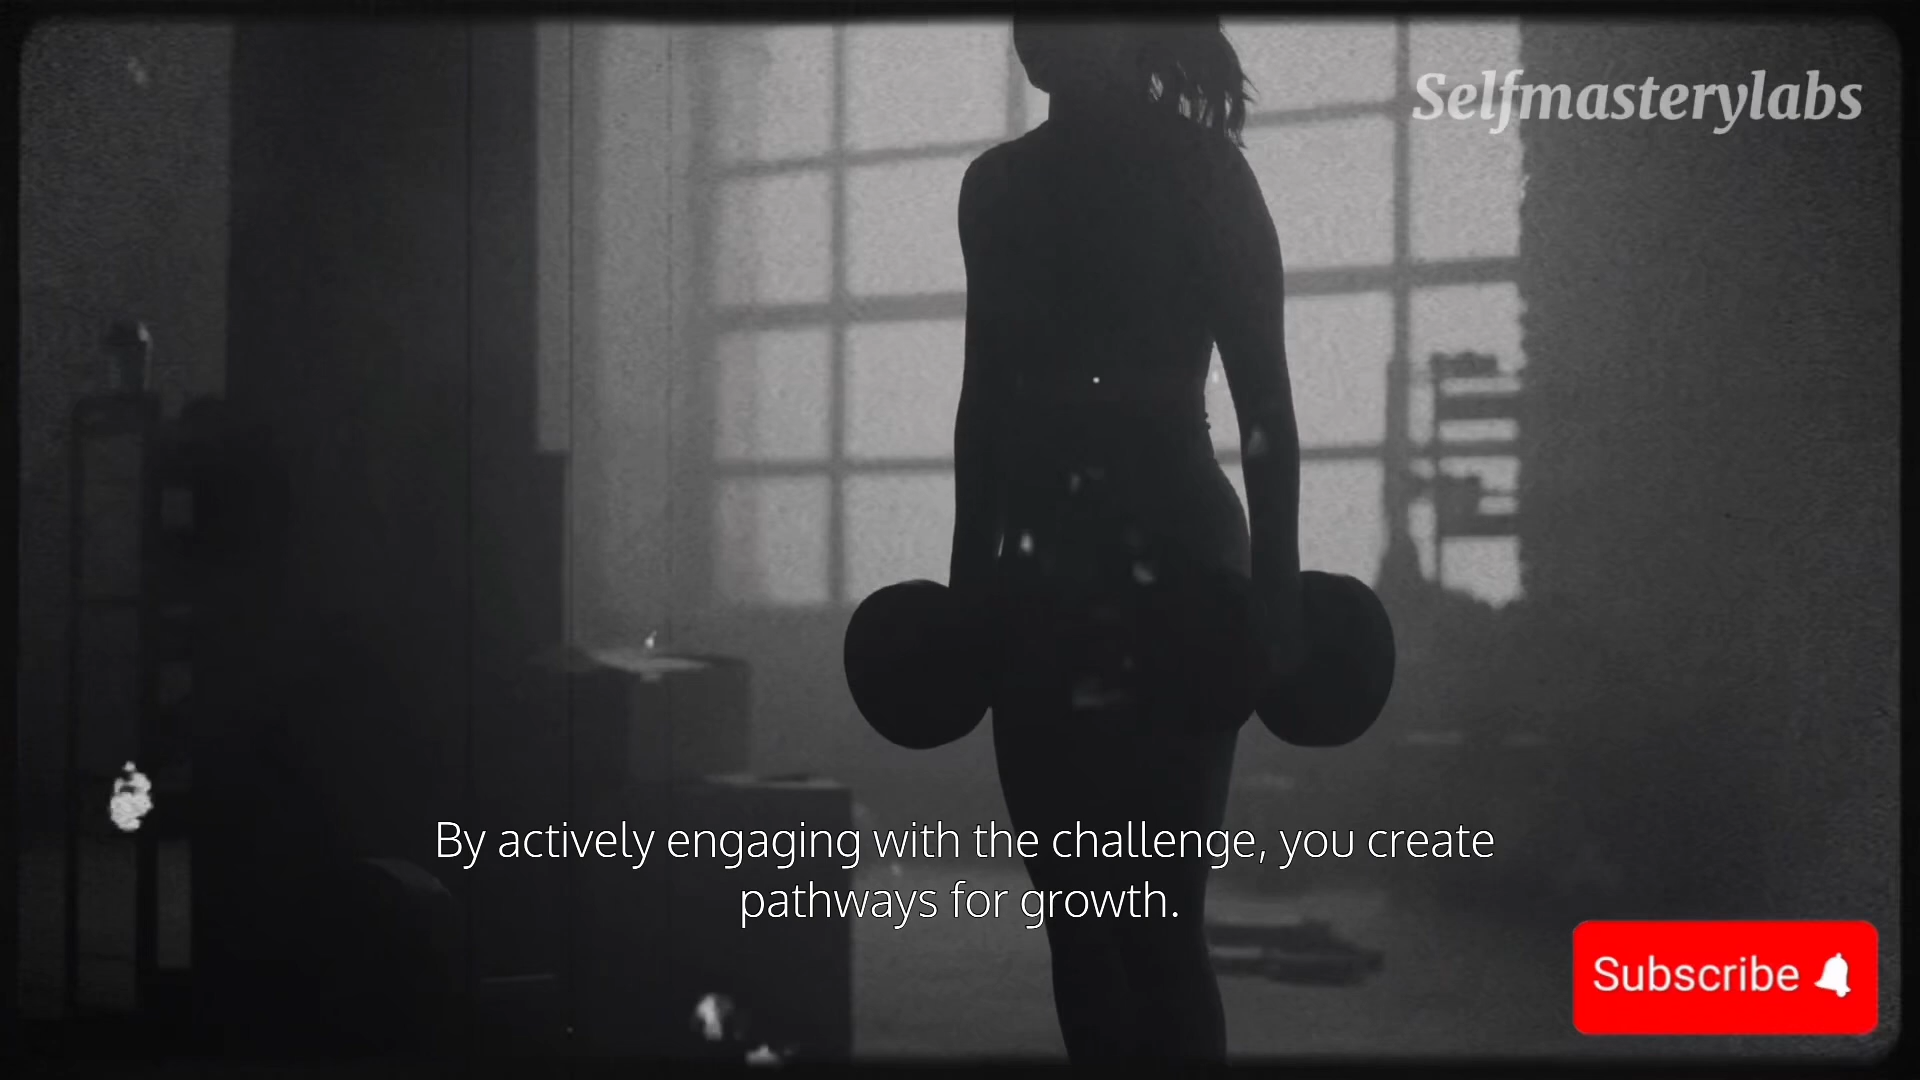 Selfmasterylabs
By actively engaging with the challenge, you create
pathways for growth.
Subscribe